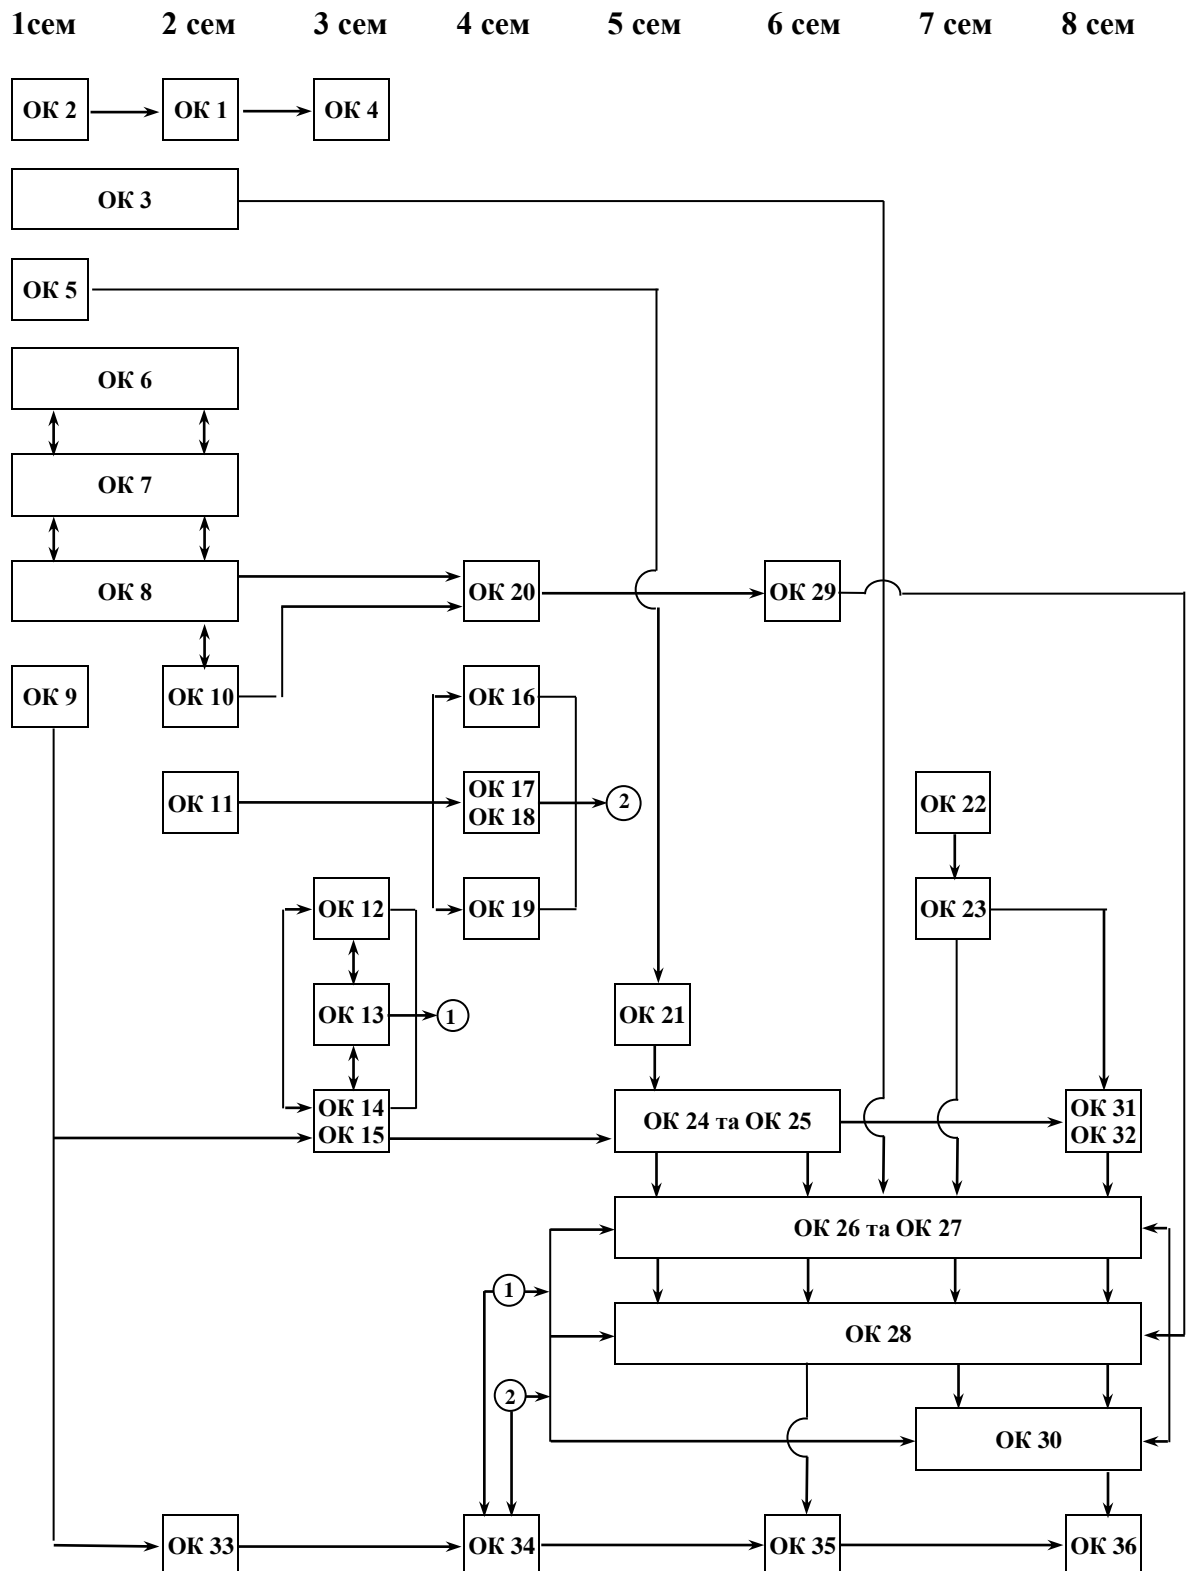 1сем 2 сем 3 сем 4 сем 5 сем 6 сем 7 сем 8 сем
ОК 2 ОК 1 ОК 4
ОК 3
ОК 5
ОК 6
ОК 7
ОК 8 ОК 20 ОК 29
ОК 9 ОК 10 ОК 16
ОК 11 ОК 17 2 ОК 22
ОК 18
ОК 12 ОК 19 ОК 23
ОК 13 1 ОК 21
ОК 14 ОК 24 та ОК 25 ОК 31
ОК 15 ОК 32
ОК 26 та ОК 27
1
ОК 28
2
ОК 30
ОК 33 ОК 34 ОК 35 ОК 36